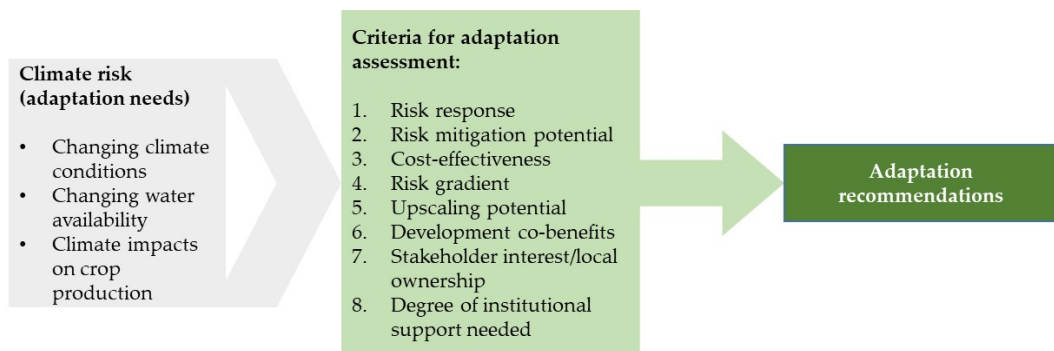 Climate risk
(adaptation needs)
• Changing climate
conditions
• Changing water
availability
• Climate impacts
on crop
production
Criteria for adaptation
assessment:
1. Risk response
2. Risk mitigation potential
3. Cost-effectiveness
4. Risk gradient
5. Upscaling potential
6. Development co-benefits
7. Stakeholder interest/local
ownership
8. Degree of institutional
support needed
Adaptation
recommendations